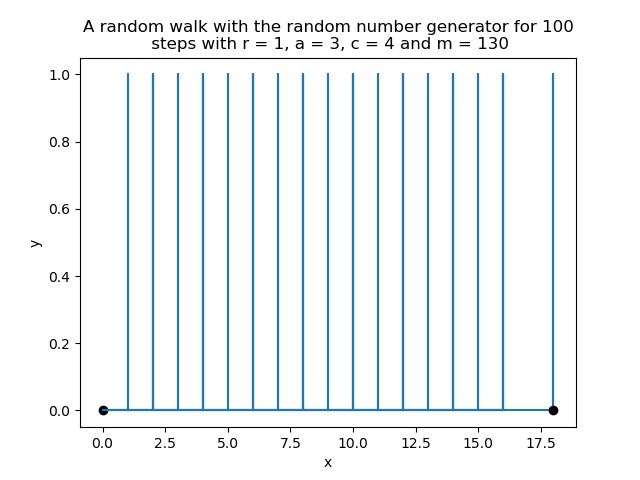 A random walk with the random number generator for 100
steps with r = 1, a = 3, c = 4 and m = 130
1.0
0.8
0.6
0.4
0.2
0.0
y
0.0 2.5 5.0 7.5 10.0 12.5 15.0 17.5
x